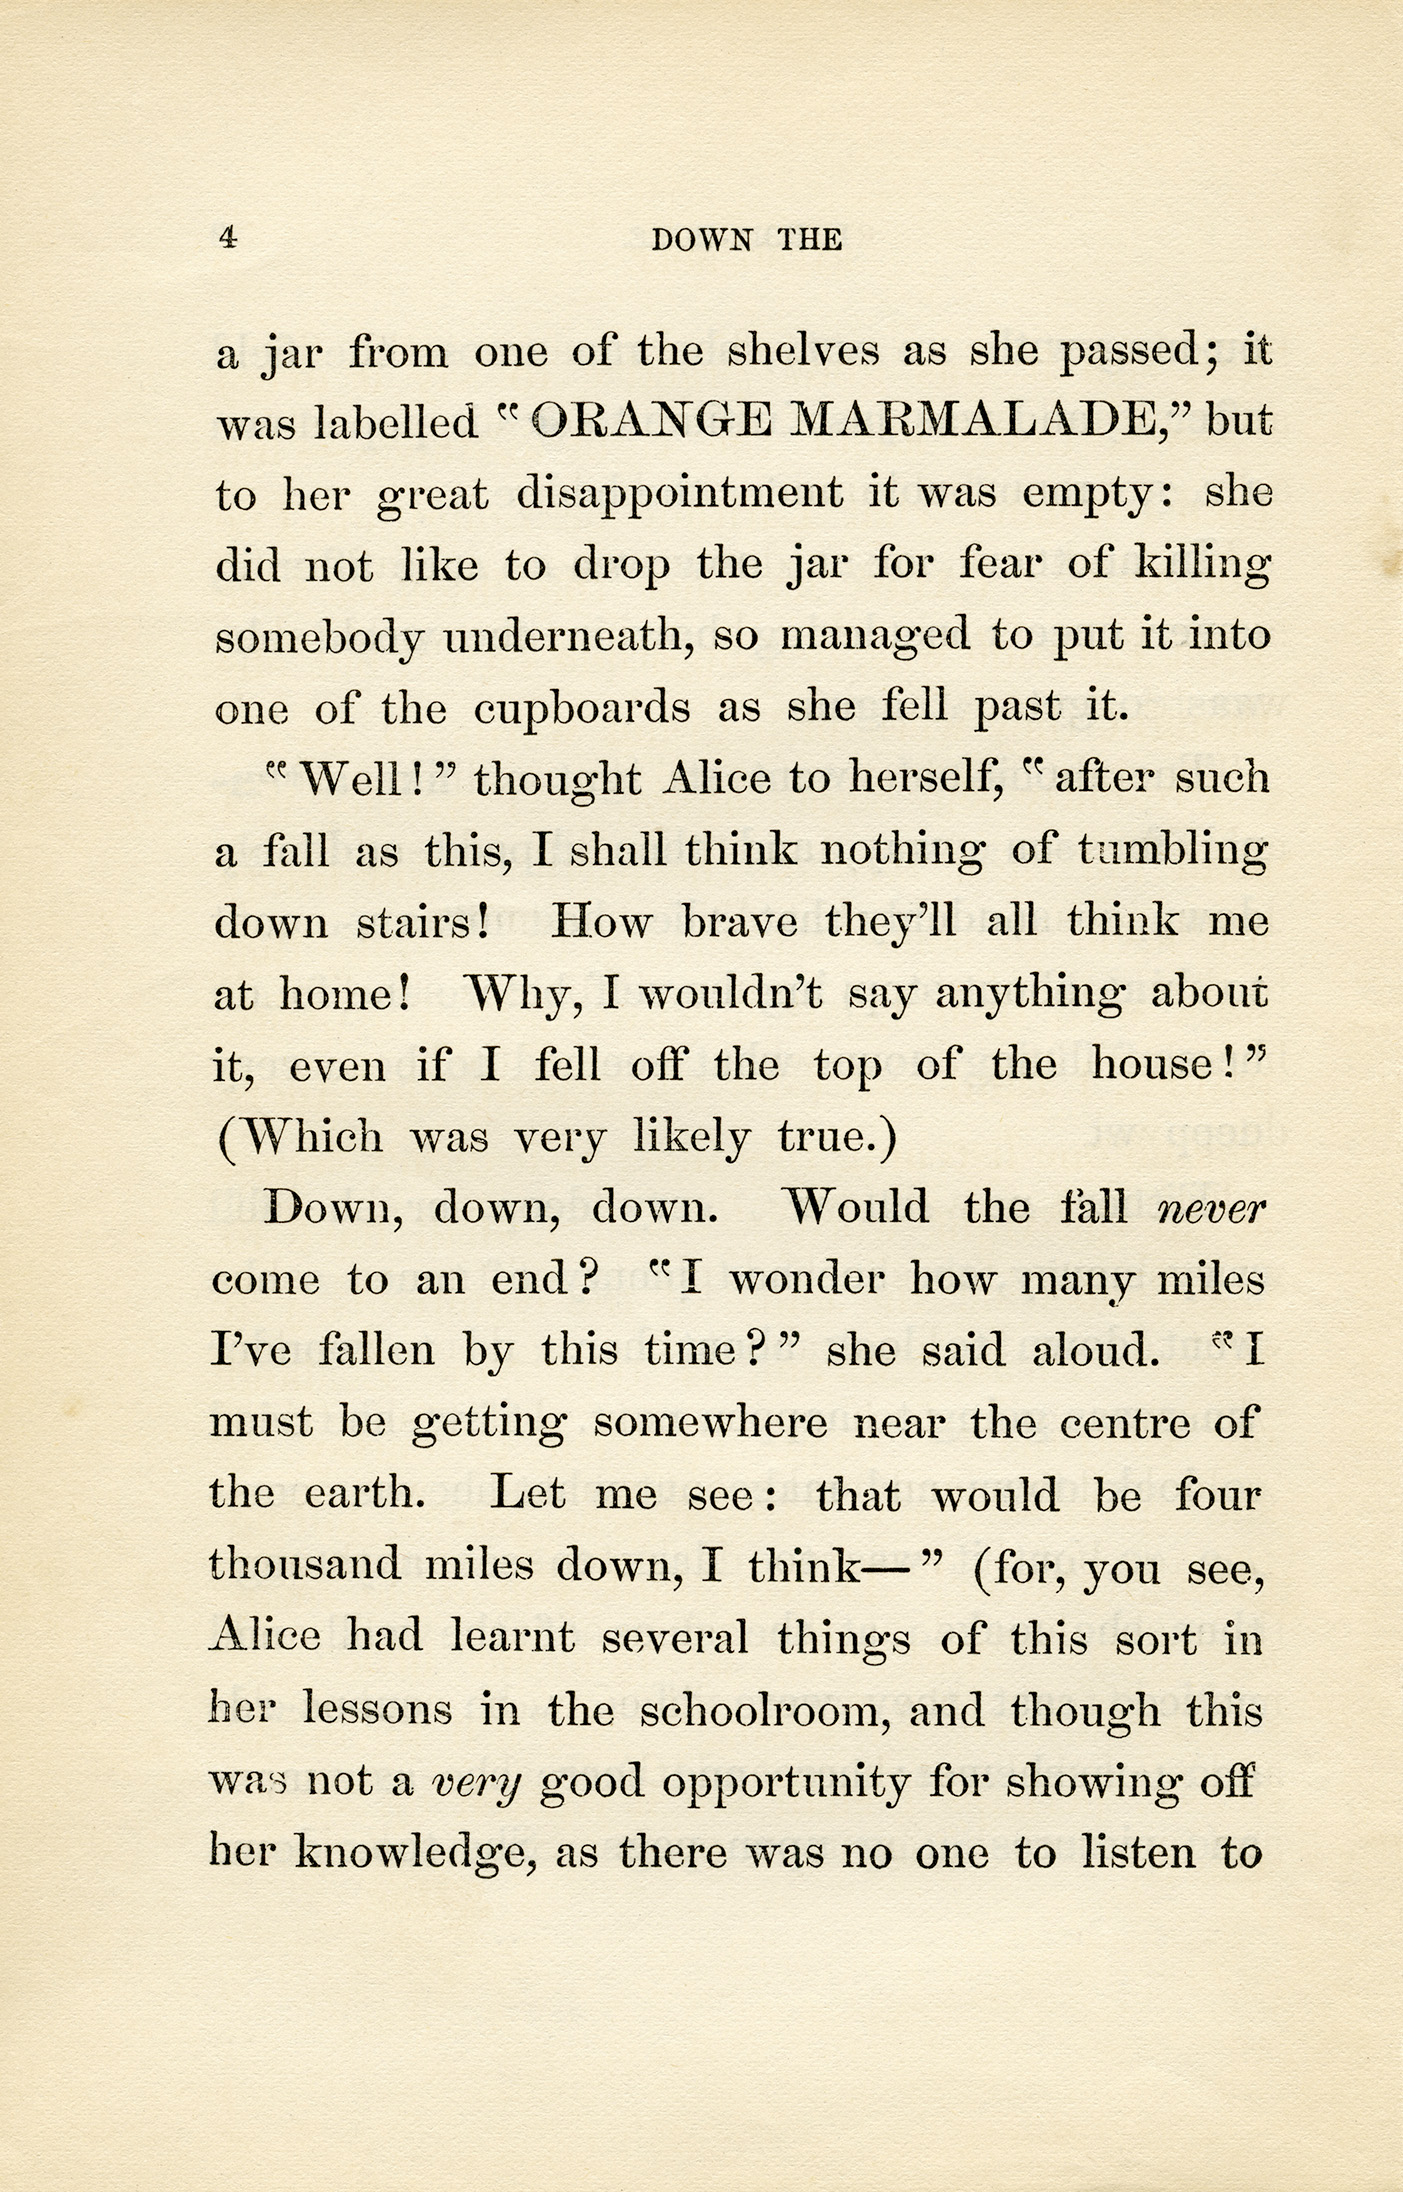 4 DOWN THE
a jar from one of the shelves as she passed; it
was labelled “ORANGE MARMALADE,” but
to her great disappointment it was empty: she
did not like to drop the jar for fear of killing
somebody underneath, so managed to put it into
one of the cupboards as she fell past it.
“Well!” thought Alice to herself, “after such
a fall as this, I shall think nothing of tumbling
down stairs! How brave they’ll all think me
at home! Why, I wouldn’t say anything about
it, even if I fell off the top of the house!”
(Which was very likely true.)
Down, down, down. Would the fall never
come to an end? “I wonder how many miles
I’ve fallen by this time?” she said aloud. “I
must be getting somewhere near the centre of
the earth. Let me see: that would be four
thousand miles down, I think—” (for, you see,
Alice had learnt several things of this sort in
her lessons in the schoolroom, and though this
was not a very good opportunity for showing off
her knowledge, as there was no one to listen to